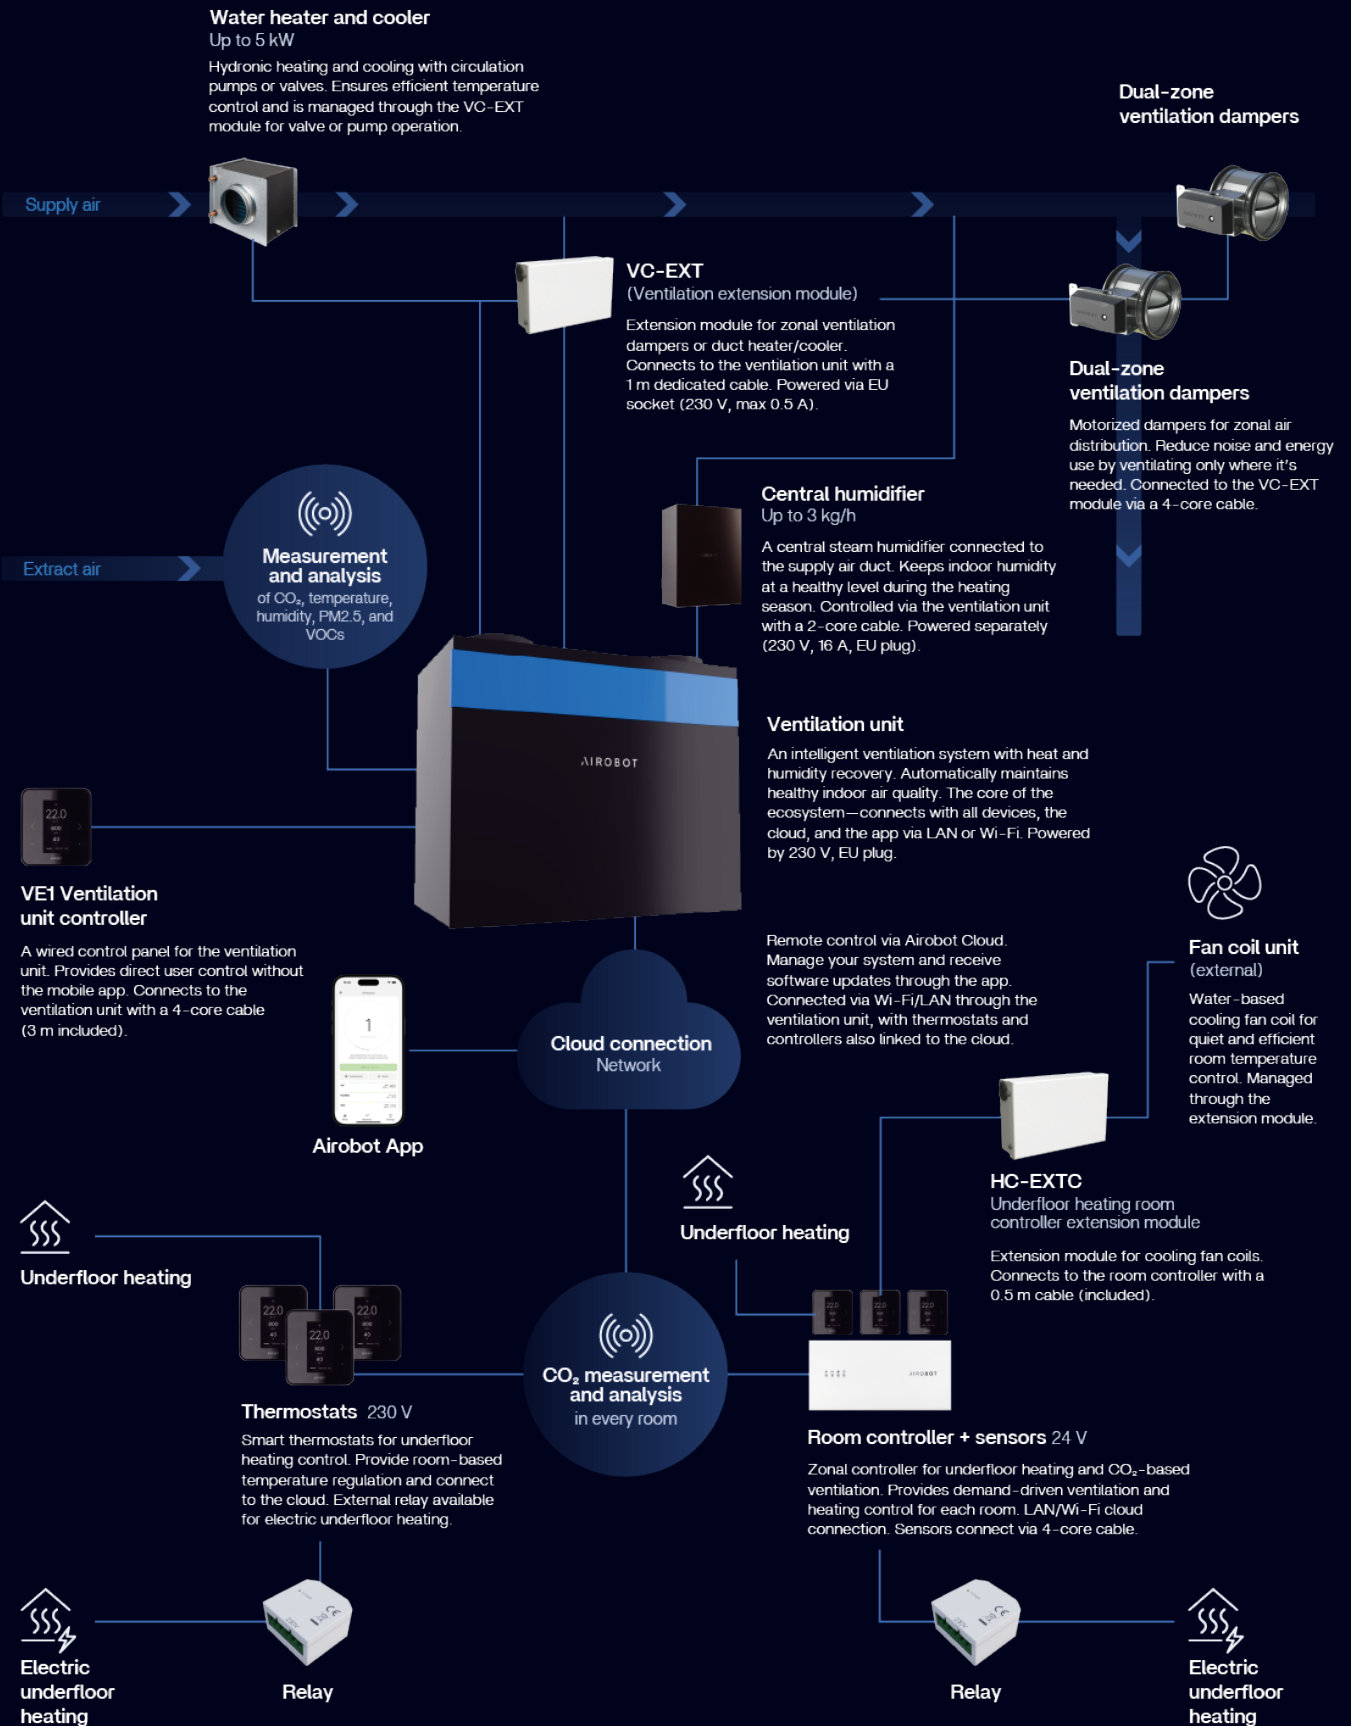 Water heater and cooler
Up to 5 kW
Hydronic heating and cooling with circulation
pumps or valves. Ensures efficient temperature
control and is managed through the VC-EXT
module for valve or pump operation.
Dual-zone
ventilation dampers
Supply air
VC-EXT
(Ventilation extension module)
Extension module for zonal ventilation
dampers or duct heater/cooler.
Connects to the ventilation unit with a
1 m dedicated cable. Powered via EU
socket (230 V, max 0.5 A).
Dual-zone
ventilation dampers
Motorized dampers for zonal air
distribution. Reduce noise and energy
use by ventilating only where it's
needed. Connected to the VC-EXT
module via a 4-core cable.
Central humidifier
Up to 3 kg/h
A central steam humidifier connected to
the supply air duct. Keeps indoor humidity
at a healthy level during the heating
season. Controlled via the ventilation unit
with a 2-core cable. Powered separately
(230 V, 16 A, EU plug).
Extract air
Measurement
and analysis
of CO₂, temperature,
humidity, PM2.5, and
VOCs
AIROBOT
Ventilation unit
An intelligent ventilation system with heat and
humidity recovery. Automatically maintains
healthy indoor air quality. The core of the
ecosystem—connects with all devices, the
cloud, and the app via LAN or Wi-Fi. Powered
by 230 V, EU plug.
22.0
VE1 Ventilation
unit controller
A wired control panel for the ventilation
unit. Provides direct user control without
the mobile app. Connects to the
ventilation unit with a 4-core cable
(3 m included).
1
Airobot App
Cloud connection
Network
Remote control via Airobot Cloud.
Manage your system and receive
software updates through the app.
Connected via Wi-Fi/LAN through the
ventilation unit, with thermostats and
controllers also linked to the cloud.
Fan coil unit
(external)
Water-based
cooling fan coil for
quiet and efficient
room temperature
control. Managed
through the
extension module.
HC-EXTC
Underfloor heating room
controller extension module
Extension module for cooling fan coils.
Connects to the room controller with a
0.5 m cable (included).
Underfloor heating
Underfloor heating
22.0
22.0
22.0
CO₂ measurement
and analysis
in every room
22.0
22.0
22.0
AIROBOT
Thermostats 230 V
Smart thermostats for underfloor
heating control. Provide room-based
temperature regulation and connect
to the cloud. External relay available
for electric underfloor heating.
Room controller + sensors 24 V
Zonal controller for underfloor heating and CO₂-based
ventilation. Provides demand-driven ventilation and
heating control for each room. LAN/Wi-Fi cloud
connection. Sensors connect via 4-core cable.
Electric
underfloor
heating
Relay
Relay
Electric
underfloor
heating